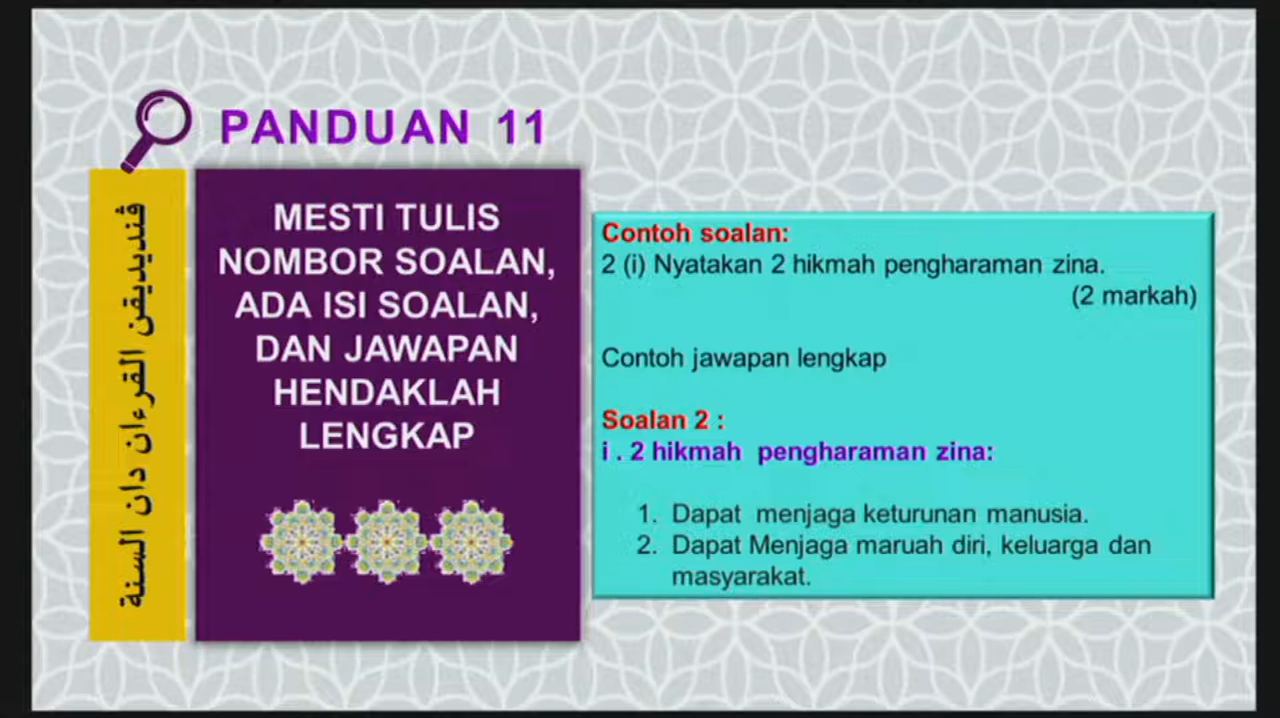 PANDUAN 11
ڤنديديقن القرءان دان السنة
MESTI TULIS
NOMBOR SOALAN,
ADA ISI SOALAN,
DAN JAWAPAN
HENDAKLAH
LENGKAP
Contoh soalan:
2 (i) Nyatakan 2 hikmah pengharaman zina.
(2 markah)
Contoh jawapan lengkap
Soalan 2 :
i . 2 hikmah pengharaman zina:
1. Dapat menjaga keturunan manusia.
2. Dapat Menjaga maruah diri, keluarga dan
masyarakat.